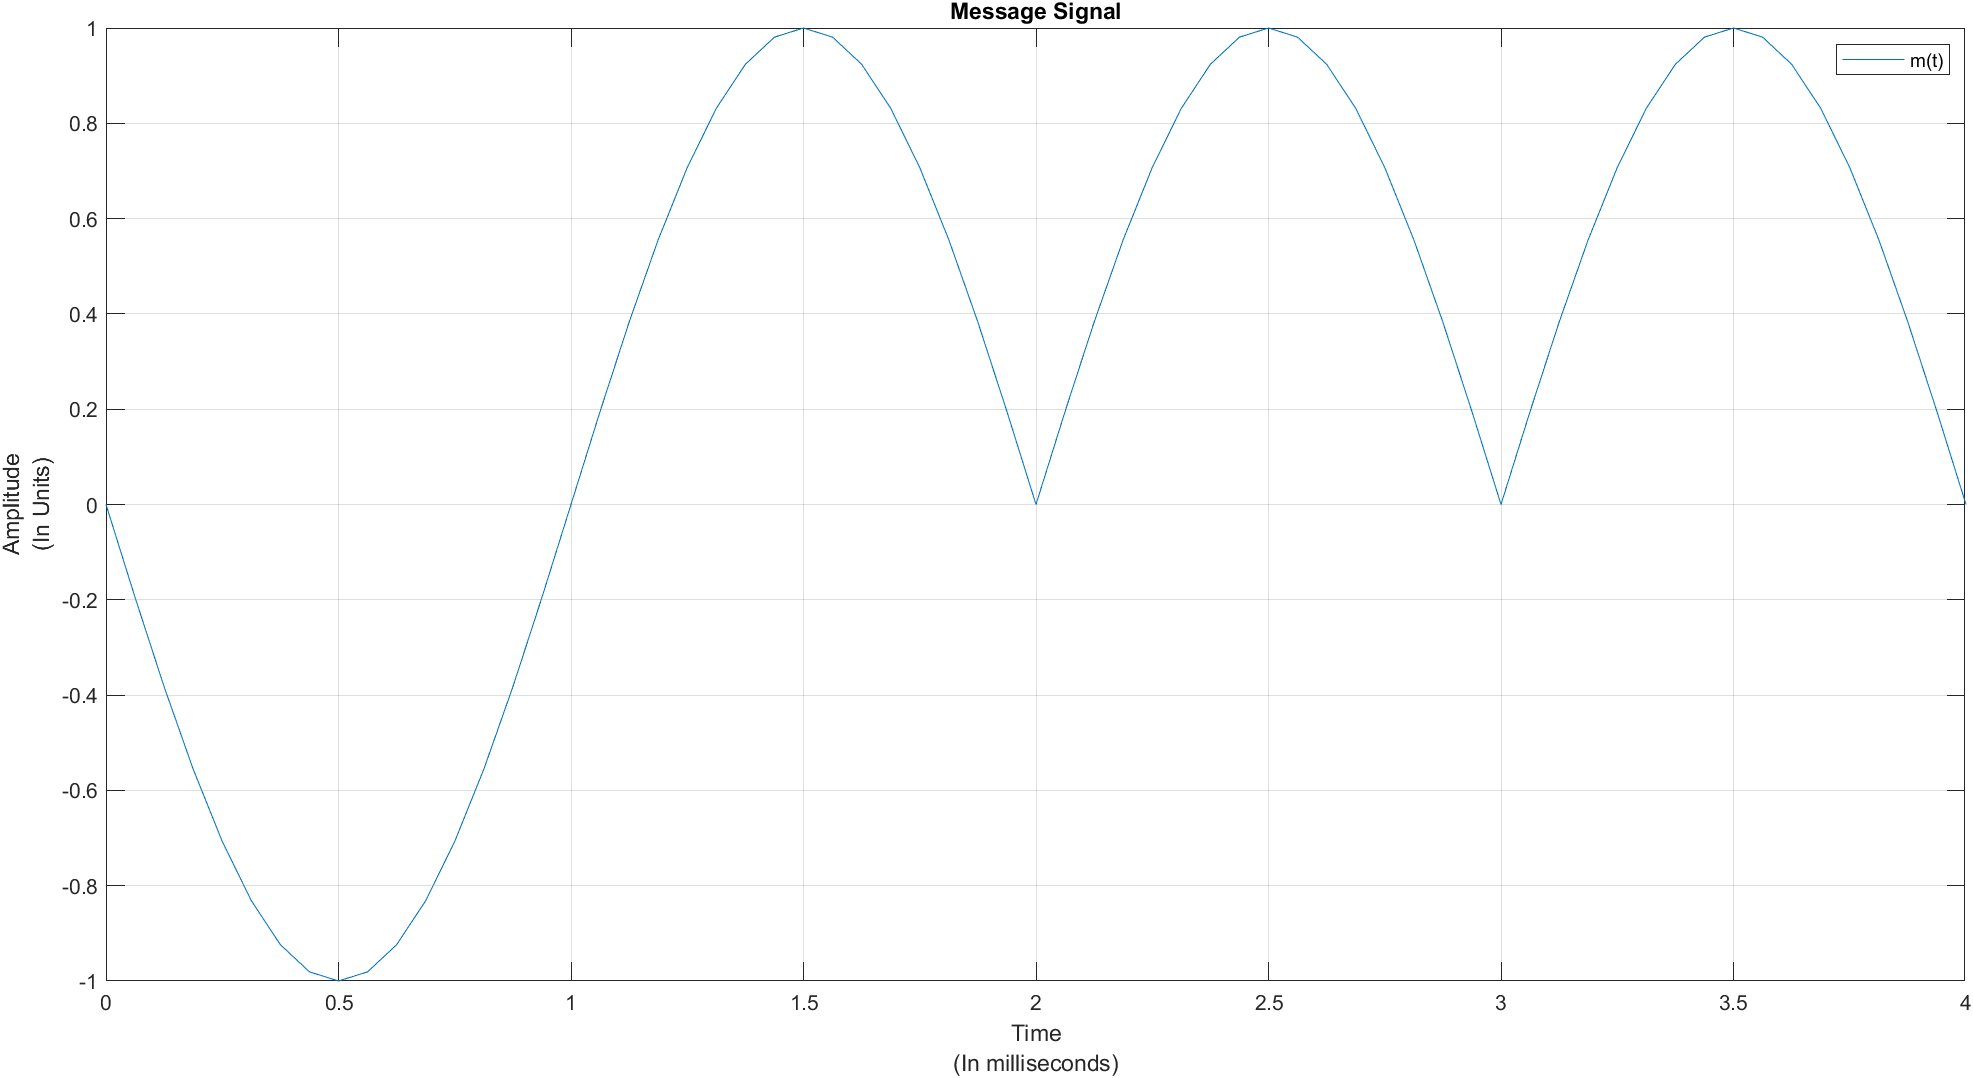 Message Signal
m(t)
1
0.8
0.6
0.4
0.2
0
-0.2
-0.4
-0.6
-0.8
-1
Amplitude
(In Units)
0 0.5 1 1.5 2 2.5 3 3.5 4
Time
(In milliseconds)